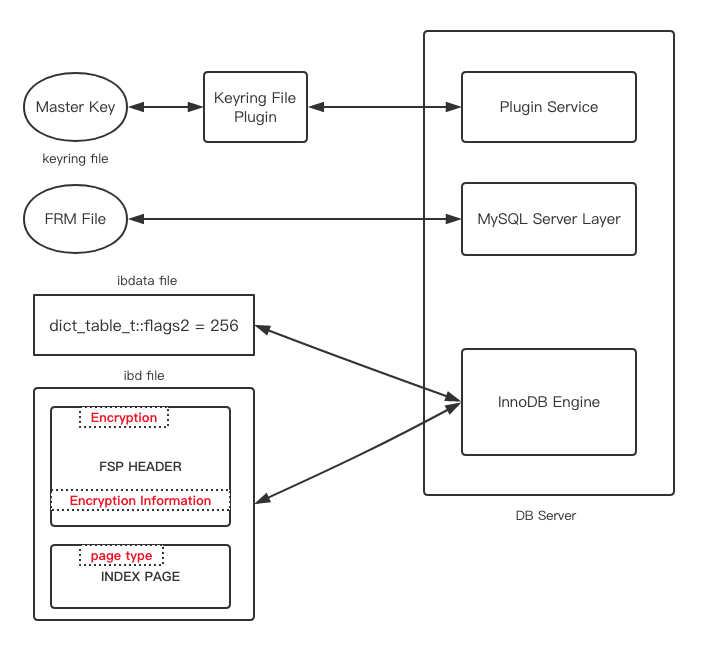 Master Key
Keyring File
Plugin
Plugin Service
keyring file
FRM File
MySQL Server Layer
ibdata file
dict_table_t::flags2 = 256
ibd file
InnoDB Engine
Encryption
FSP HEADER
Encryption Information
DB Server
page type
INDEX PAGE